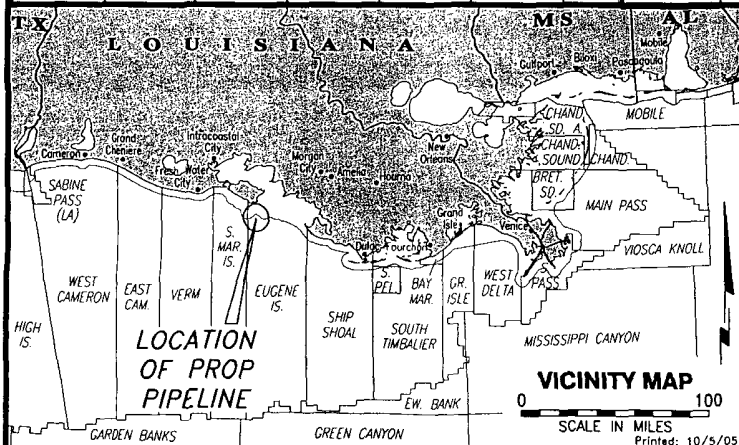 TX
LOUISIANA
MS
AL
Mobile
Gulfport
Biloxi
Pascagoula
Cameron
Grand
Cheniere
Intracoastal
City
Fresh Water
City
Morgan
City
Amelia
Houma
New
Orleans
CHAND.
SD. A.
CHAND.
SOUND
CHAND.
BRET.
SD.
MOBILE
MAIN PASS
VIOSCA KNOLL
Venice
Grand
Isle
Dulac
Fourchon
SABINE
PASS
(LA)
WEST
CAMERON
EAST
CAM.
VERM
S.
MAR.
IS.
EUGENE
IS.
SHIP
SHOAL
S.
PEL.
BAY
MAR.
GR.
ISLE
WEST
DELTA
PASS
SOUTH
TIMBALIER
MISSISSIPPI CANYON
HIGH
IS.
LOCATION
OF PROP
PIPELINE
EW. BANK
GARDEN BANKS
GREEN CANYON
VICINITY MAP
0
100
SCALE IN MILES
Printed: 10/5/05